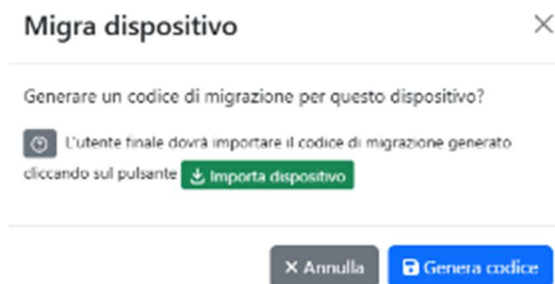 Migra dispositivo
Generare un codice di migrazione per questo dispositivo?
L'utente finale dovrà importare il codice di migrazione generato
cliccando sul pulsante Importa dispositivo
Annulla Genera codice